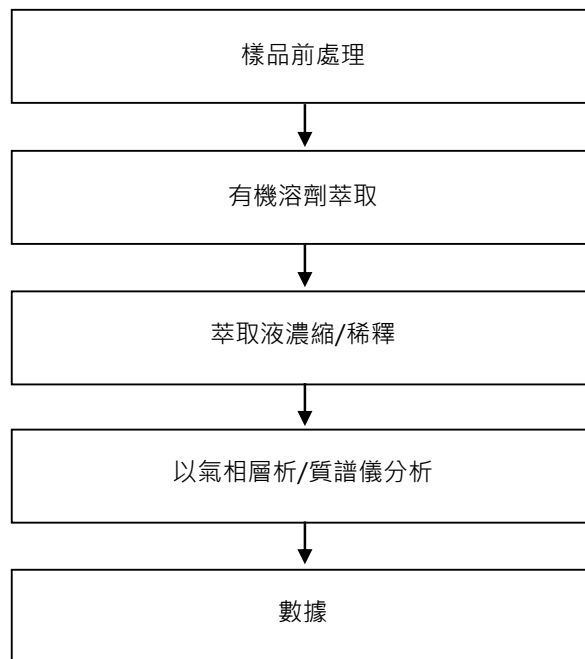 樣品前處理
有機溶劑萃取
萃取液濃縮/稀釋
以氣相層析/質譜儀分析
數據